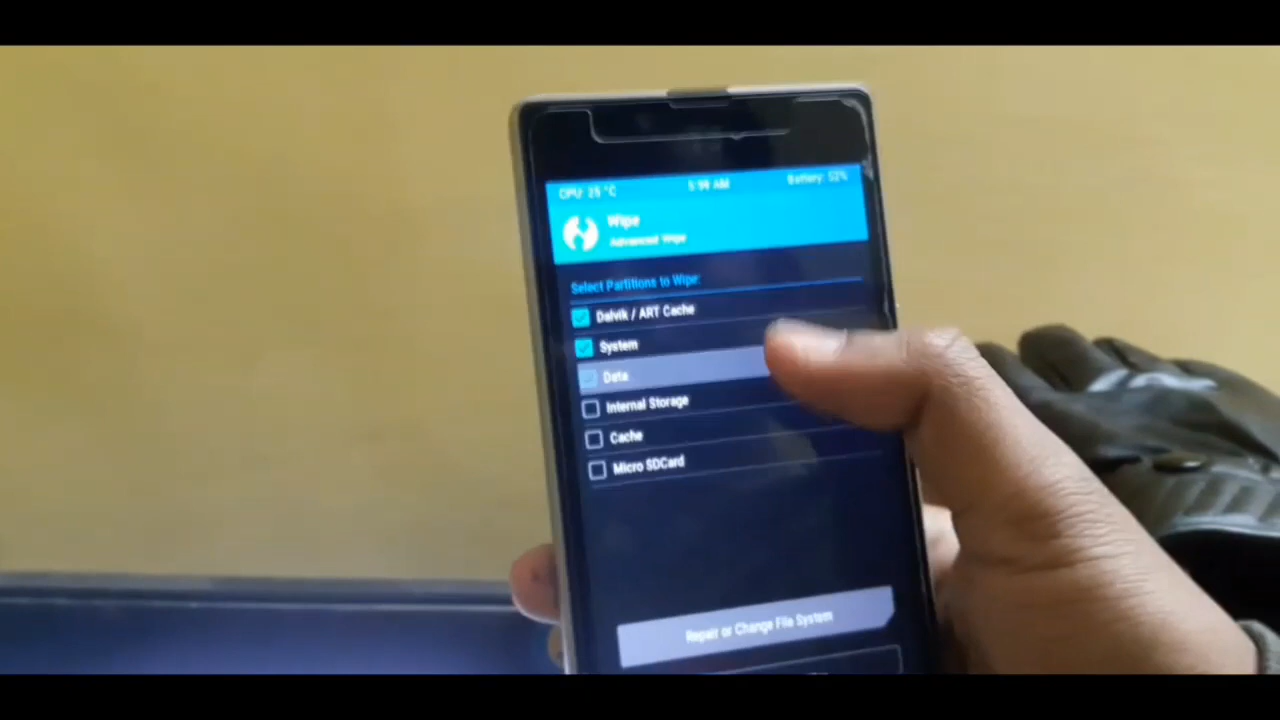 CPU: 25 °C
Battery: 52%
Wipe
Advanced Wipe
Select Partitions to Wipe:
Dalvik / ART Cache
System
Data
Internal Storage
Cache
Micro SDCard
Repair or Change File System